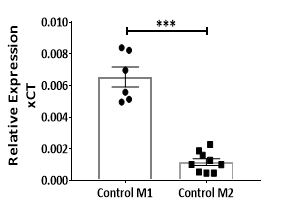 ***
0.010
0.008
0.006
0.004
0.002
0.000
Relative Expression
xCT
Control M1 Control M2